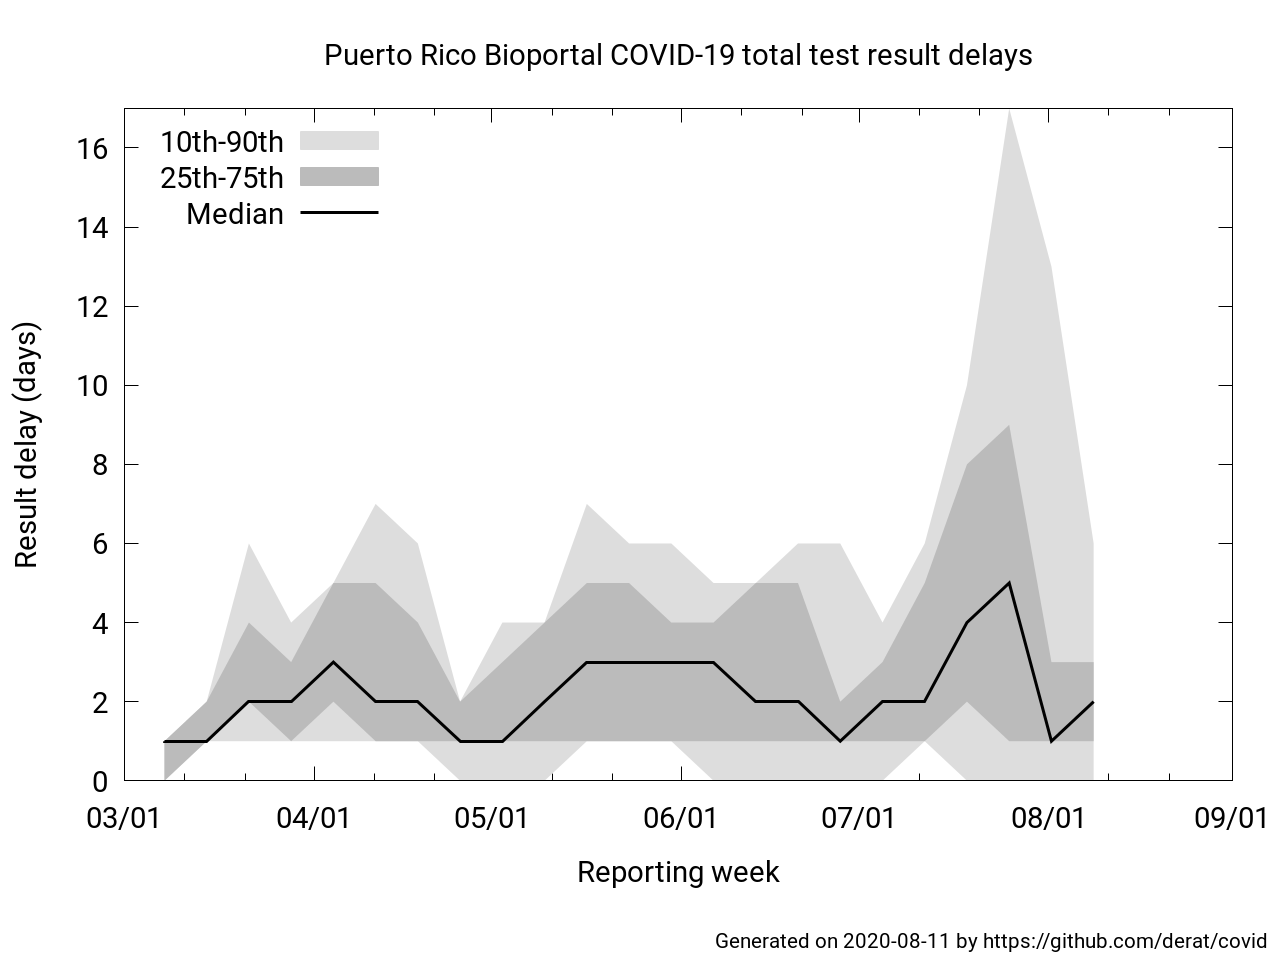 Puerto Rico Bioportal COVID-19 total test result delays
10th-90th
25th-75th
Median
16
14
12
10
8
6
4
2
0
Result delay (days)
03/01 04/01 05/01 06/01 07/01 08/01 09/01
Reporting week
Generated on 2020-08-11 by https://github.com/derat/covid